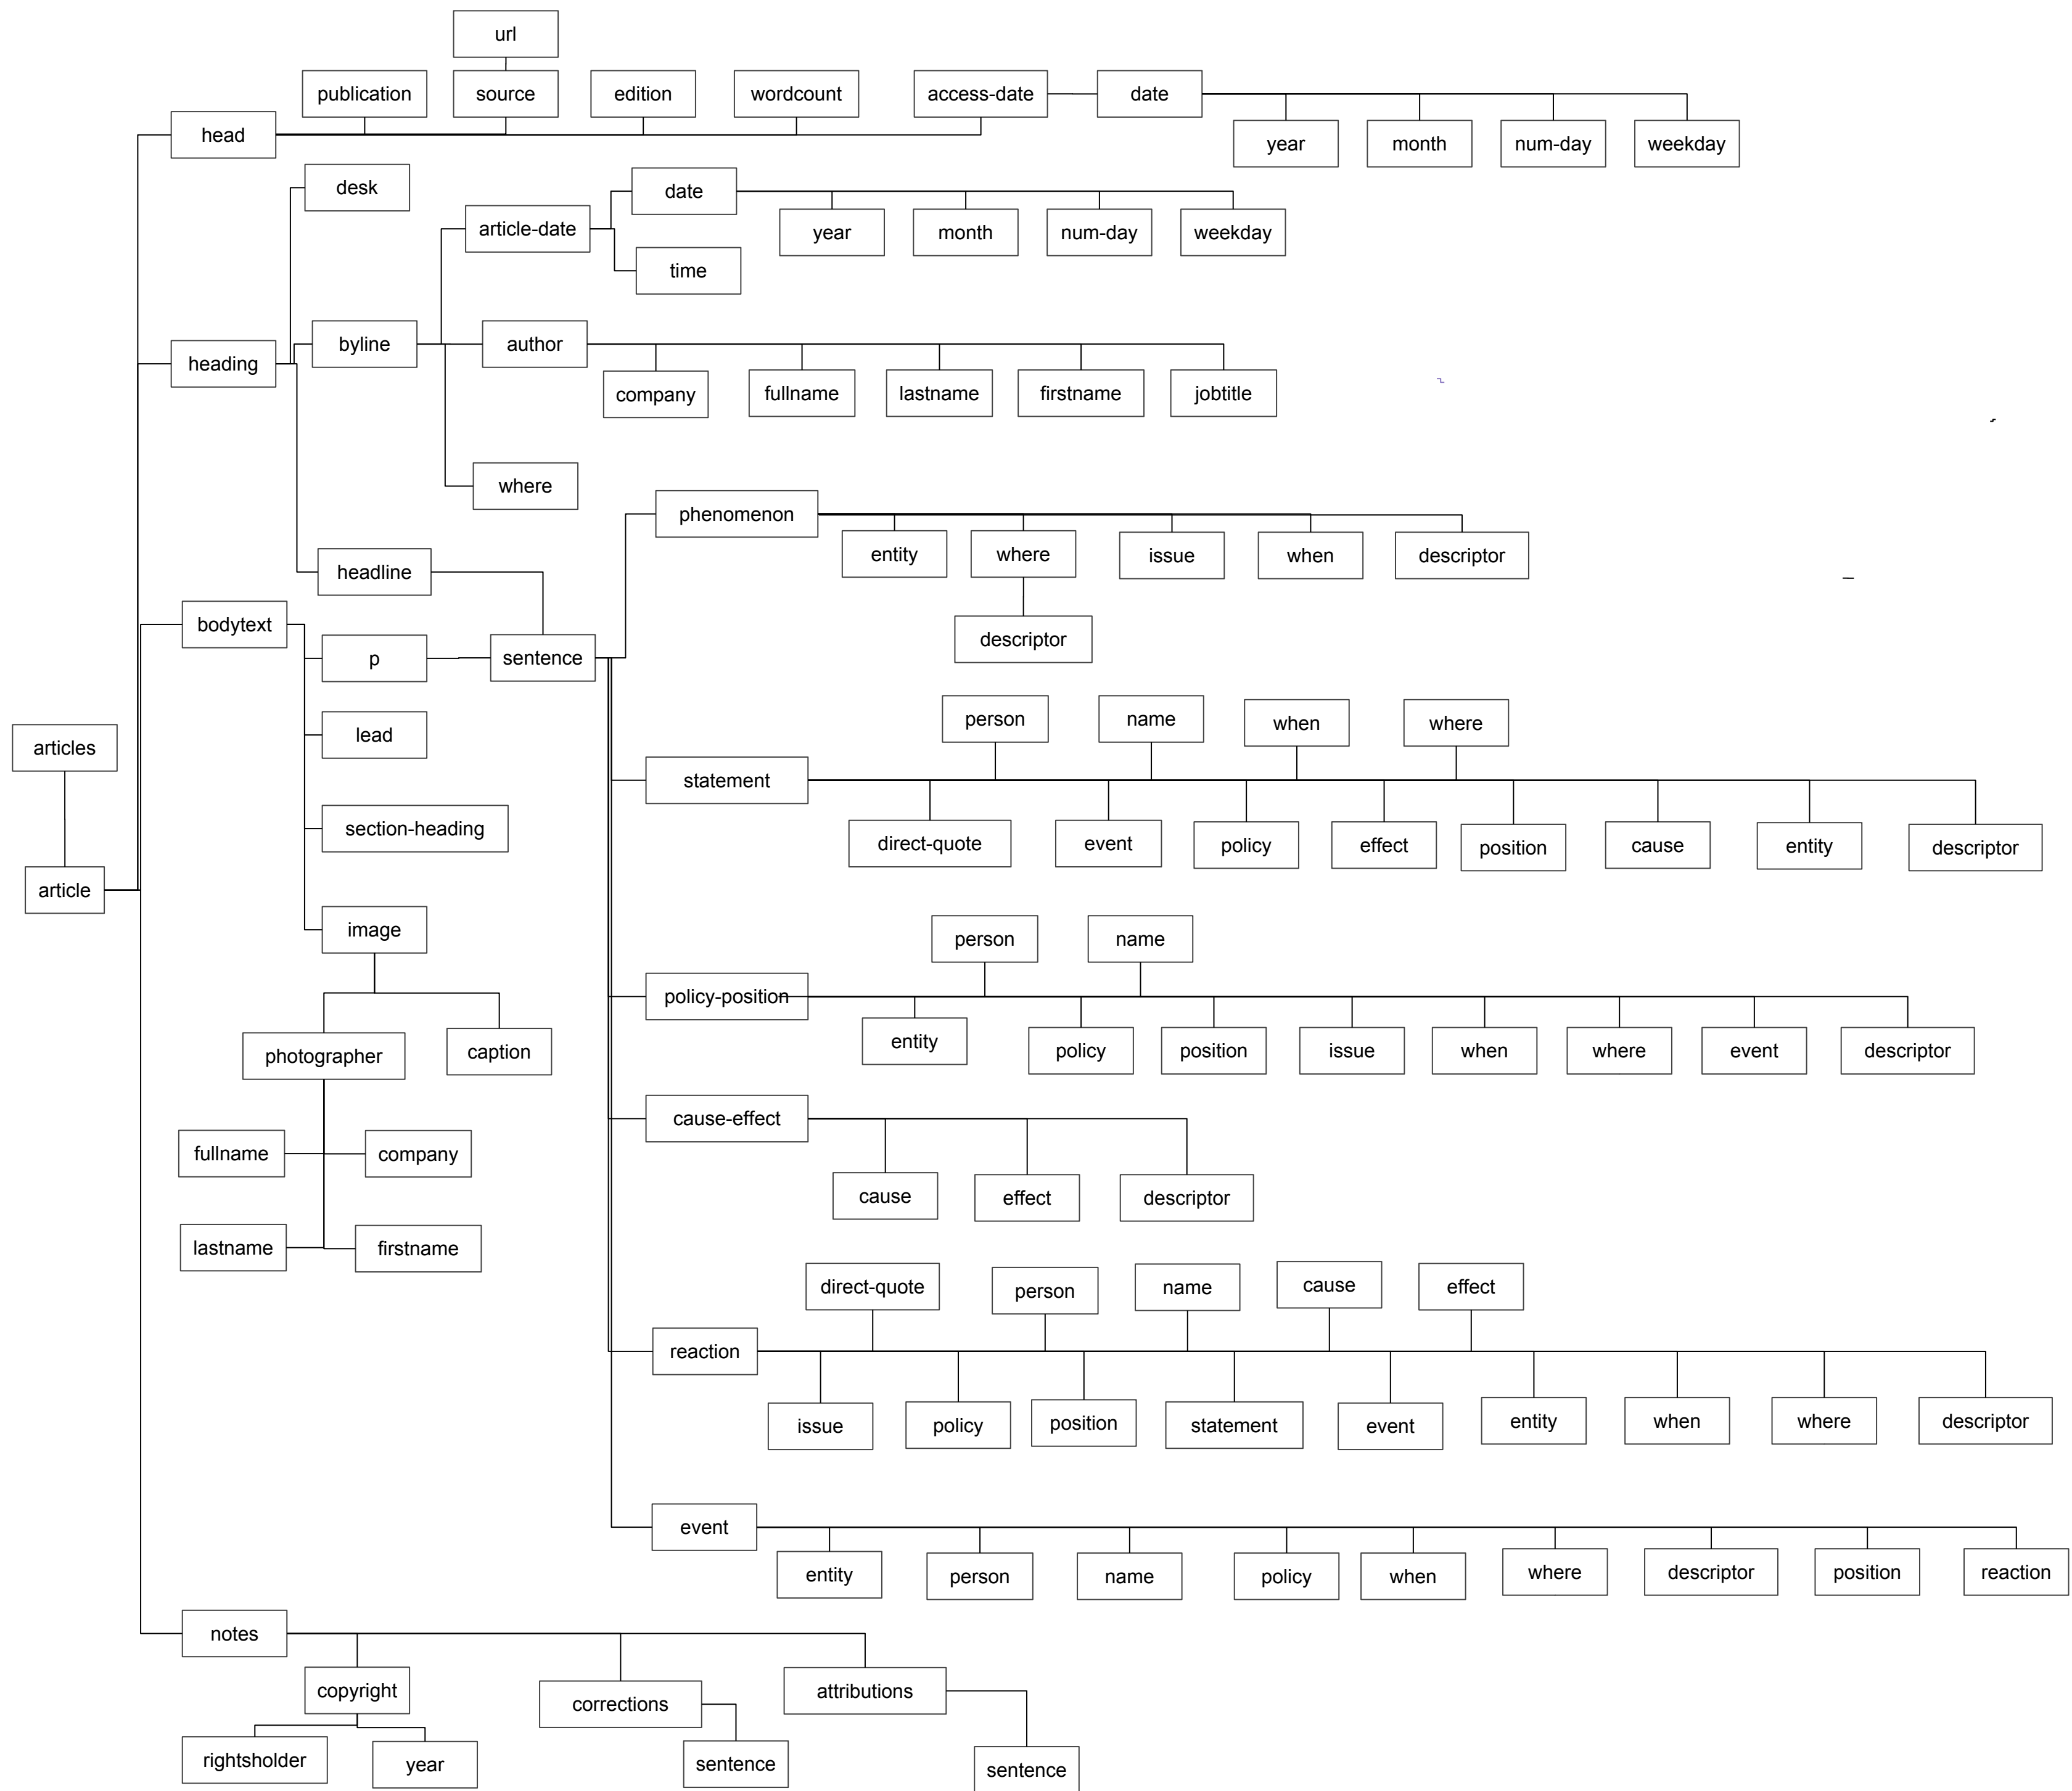 url
publication
source
edition
wordcount
access-date
date
head
year
month
num-day
weekday
desk
date
article-date
year
month
num-day
weekday
time
heading
byline
author
company
fullname
lastname
firstname
jobtitle
where
phenomenon
entity
where
issue
when
descriptor
headline
descriptor
bodytext
p
sentence
lead
articles
person
name
when
where
statement
section-heading
direct-quote
event
policy
effect
position
cause
entity
descriptor
article
image
person
name
policy-position
entity
policy
position
issue
when
where
event
descriptor
photographer
caption
cause-effect
fullname
company
cause
effect
descriptor
lastname
firstname
direct-quote
person
name
cause
effect
reaction
issue
policy
position
statement
event
entity
when
where
descriptor
event
entity
person
name
policy
when
where
descriptor
position
reaction
notes
copyright
corrections
attributions
rightsholder
year
sentence
sentence